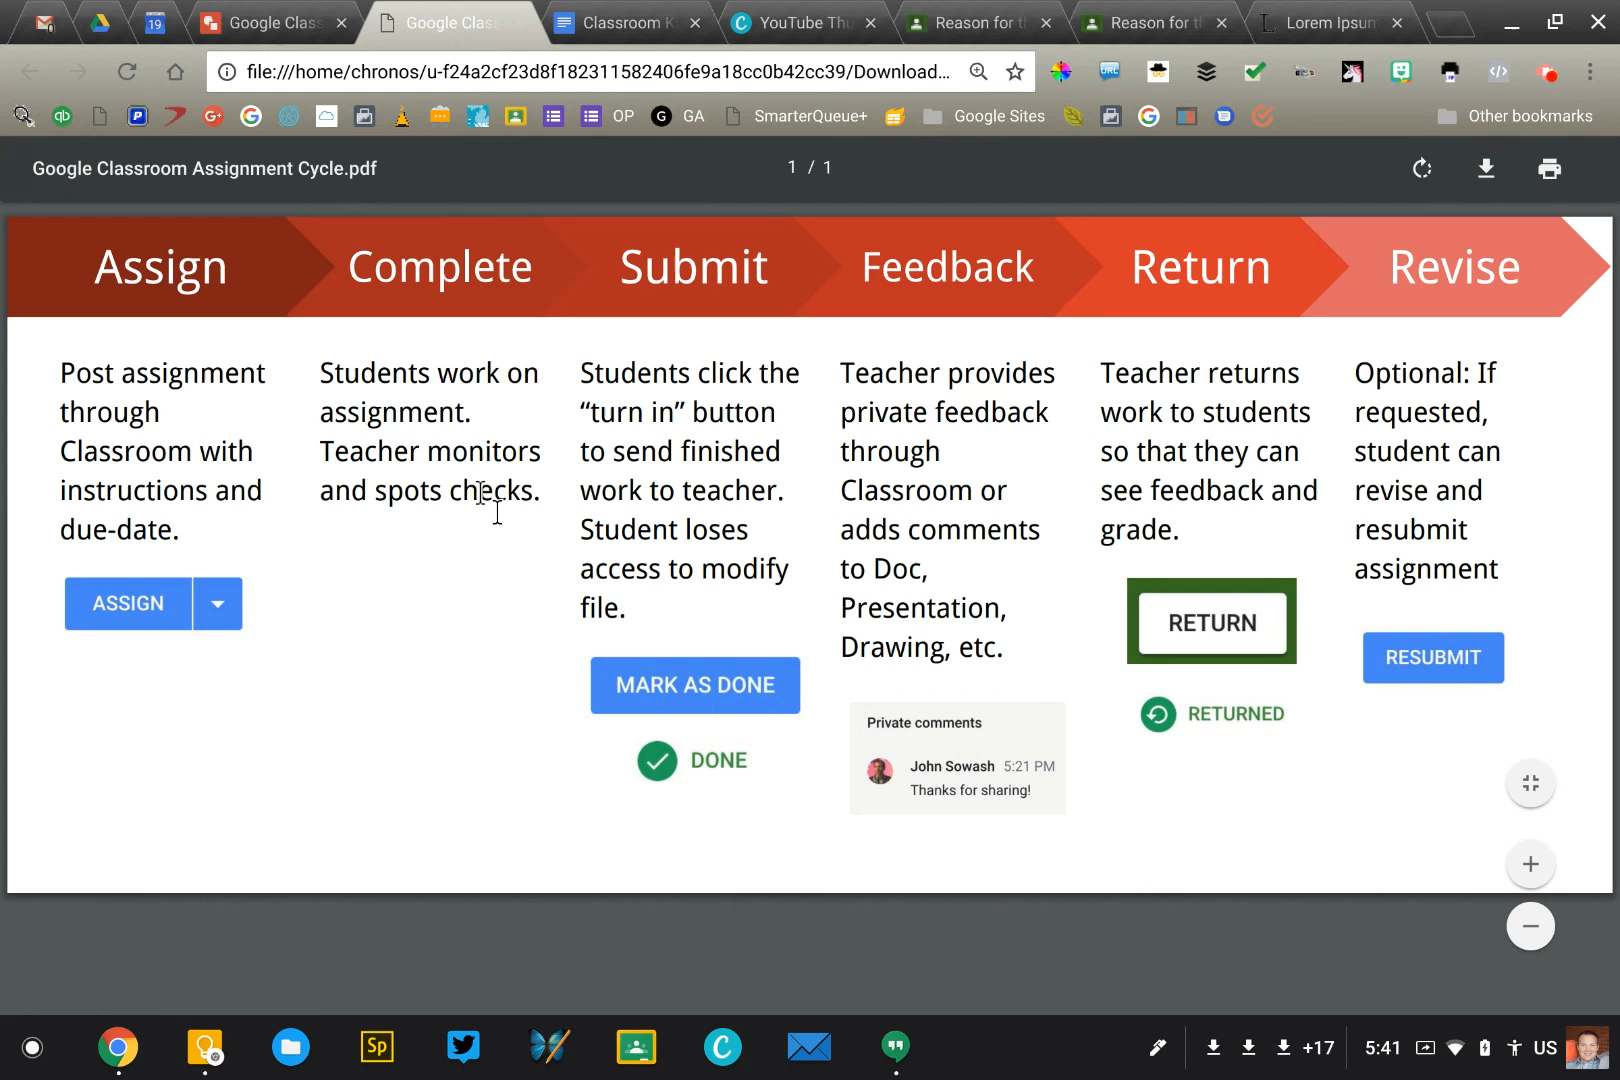 19
Google Clas
Google Clas
Classroom K
YouTube Thu
Reason for t
Reason for t
Lorem Ipsum
file:///home/chronos/u-f24a2cf23d8f182311582406fe9a18cc0b42cc39/Download...
OP
GA
SmarterQueue+
Google Sites
Other bookmarks
Google Classroom Assignment Cycle.pdf
1 / 1
Assign
Post assignment
through
Classroom with
instructions and
due-date.
ASSIGN
Complete
Students work on
assignment.
Teacher monitors
and spots checks.
Submit
Students click the
“turn in” button
to send finished
work to teacher.
Student loses
access to modify
file.
MARK AS DONE
DONE
Feedback
Teacher provides
private feedback
through
Classroom or
adds comments
to Doc,
Presentation,
Drawing, etc.
Private comments
John Sowash 5:21 PM
Thanks for sharing!
Return
Teacher returns
work to students
so that they can
see feedback and
grade.
RETURN
RETURNED
Revise
Optional: If
requested,
student can
revise and
resubmit
assignment
RESUBMIT
Sp
+17
5:41
US